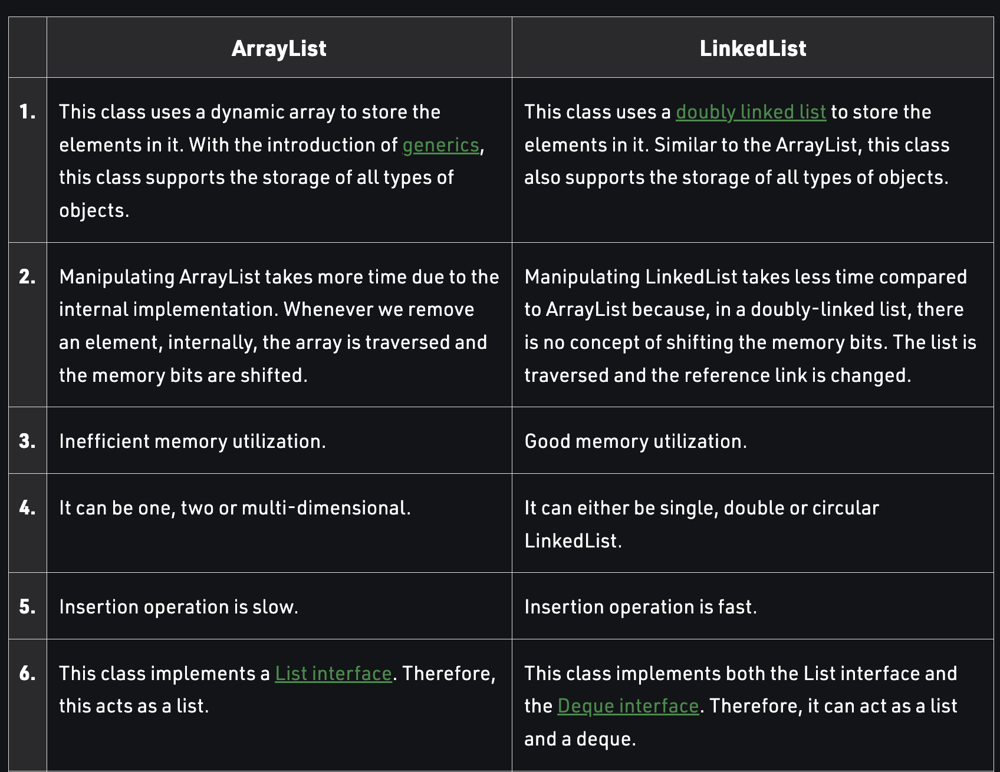 ArrayList
LinkedList
1.
This class uses a dynamic array to store the
elements in it. With the introduction of generics,
this class supports the storage of all types of
objects.
This class uses a doubly linked list to store the
elements in it. Similar to the ArrayList, this class
also supports the storage of all types of objects.
2.
Manipulating ArrayList takes more time due to the
internal implementation. Whenever we remove
an element, internally, the array is traversed and
the memory bits are shifted.
Manipulating LinkedList takes less time compared
to ArrayList because, in a doubly-linked list, there
is no concept of shifting the memory bits. The list is
traversed and the reference link is changed.
3.
Inefficient memory utilization.
Good memory utilization.
4.
It can be one, two or multi-dimensional.
It can either be single, double or circular
LinkedList.
5.
Insertion operation is slow.
Insertion operation is fast.
6.
This class implements a List interface. Therefore,
this acts as a list.
This class implements both the List interface and
the Deque interface. Therefore, it can act as a list
and a deque.